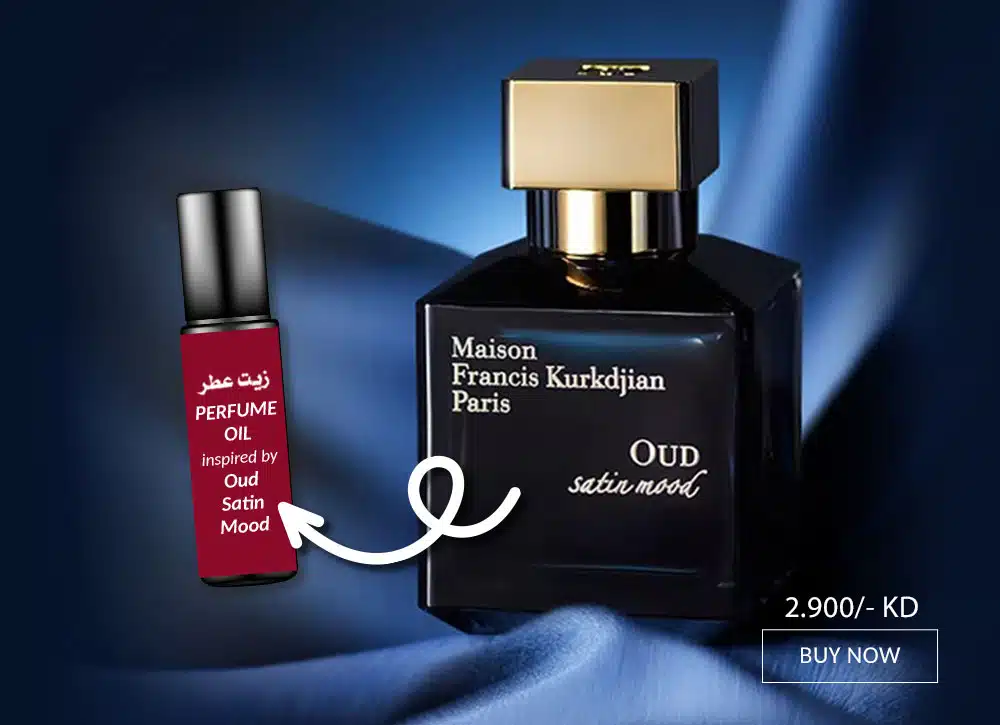 زيت عطر
PERFUME
OIL
inspired by
Oud
Satin
Mood
Maison
Francis Kurkdjian
Paris
OUD
satin mood
2.900/- KD
BUY NOW